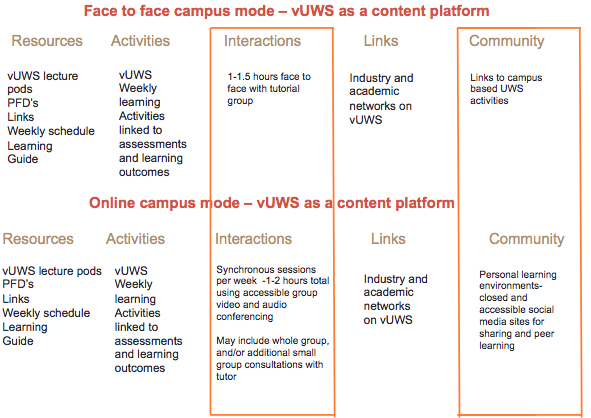 Face to face campus mode – vUWS as a content platform
Resources
Activities
Interactions
Links
Community
vUWS lecture
pods
PFD's
Links
Weekly schedule
Learning
Guide
vUWS
Weekly
learning
Activities
linked to
assessments
and learning
outcomes
1-1.5 hours face to
face with tutorial
group
Industry and
academic
networks on
vUWS
Links to campus
based UWS
activities
Online campus mode – vUWS as a content platform
Resources
Activities
Interactions
Links
Community
vUWS lecture pods
PFD's
Links
Weekly schedule
Learning
Guide
vUWS
Weekly
learning
Activities
linked to
assessments
and learning
outcomes
Synchronous sessions
per week -1-2 hours total
using accessible group
video and audio
conferencing
May include whole group,
and/or additional small
group consultations with
tutor
Industry and
academic
networks
on vUWS
Personal learning
environments-
closed and
accessible social
media sites for
sharing and peer
learning